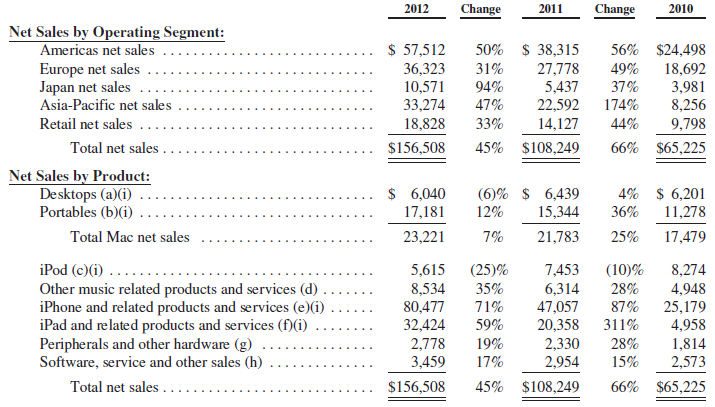 2012 Change 2011 Change 2010
Net Sales by Operating Segment:
Americas net sales . . . . . . . . . . . . . . . . . . . . . . . . . . . . $ 57,512 50% $ 38,315 56% $24,498
Europe net sales . . . . . . . . . . . . . . . . . . . . . . . . . . . . . . 36,323 31% 27,778 49% 18,692
Japan net sales . . . . . . . . . . . . . . . . . . . . . . . . . . . . . . . 10,571 94% 5,437 37% 3,981
Asia-Pacific net sales . . . . . . . . . . . . . . . . . . . . . . . . . . 33,274 47% 22,592 174% 8,256
Retail net sales . . . . . . . . . . . . . . . . . . . . . . . . . . . . . . . 18,828 33% 14,127 44% 9,798
Total net sales . . . . . . . . . . . . . . . . . . . . . . . . . . . . $156,508 45% $108,249 66% $65,225
Net Sales by Product:
Desktops (a)(i) . . . . . . . . . . . . . . . . . . . . . . . . . . . . . . . $ 6,040 (6)% $ 6,439 4% $ 6,201
Portables (b)(i) . . . . . . . . . . . . . . . . . . . . . . . . . . . . . . . 17,181 12% 15,344 36% 11,278
Total Mac net sales . . . . . . . . . . . . . . . . . . . . . . . 23,221 7% 21,783 25% 17,479
iPod (c)(i) . . . . . . . . . . . . . . . . . . . . . . . . . . . . . . . . . . . 5,615 (25)% 7,453 (10)% 8,274
Other music related products and services (d) . . . . . . . 8,534 35% 6,314 28% 4,948
iPhone and related products and services (e)(i) . . . . . . 80,477 71% 47,057 87% 25,179
iPad and related products and services (f)(i) . . . . . . . . 32,424 59% 20,358 311% 4,958
Peripherals and other hardware (g) . . . . . . . . . . . . . . . 2,778 19% 2,330 28% 1,814
Software, service and other sales (h) . . . . . . . . . . . . . . 3,459 17% 2,954 15% 2,573
Total net sales . . . . . . . . . . . . . . . . . . . . . . . . . . . . $156,508 45% $108,249 66% $65,225